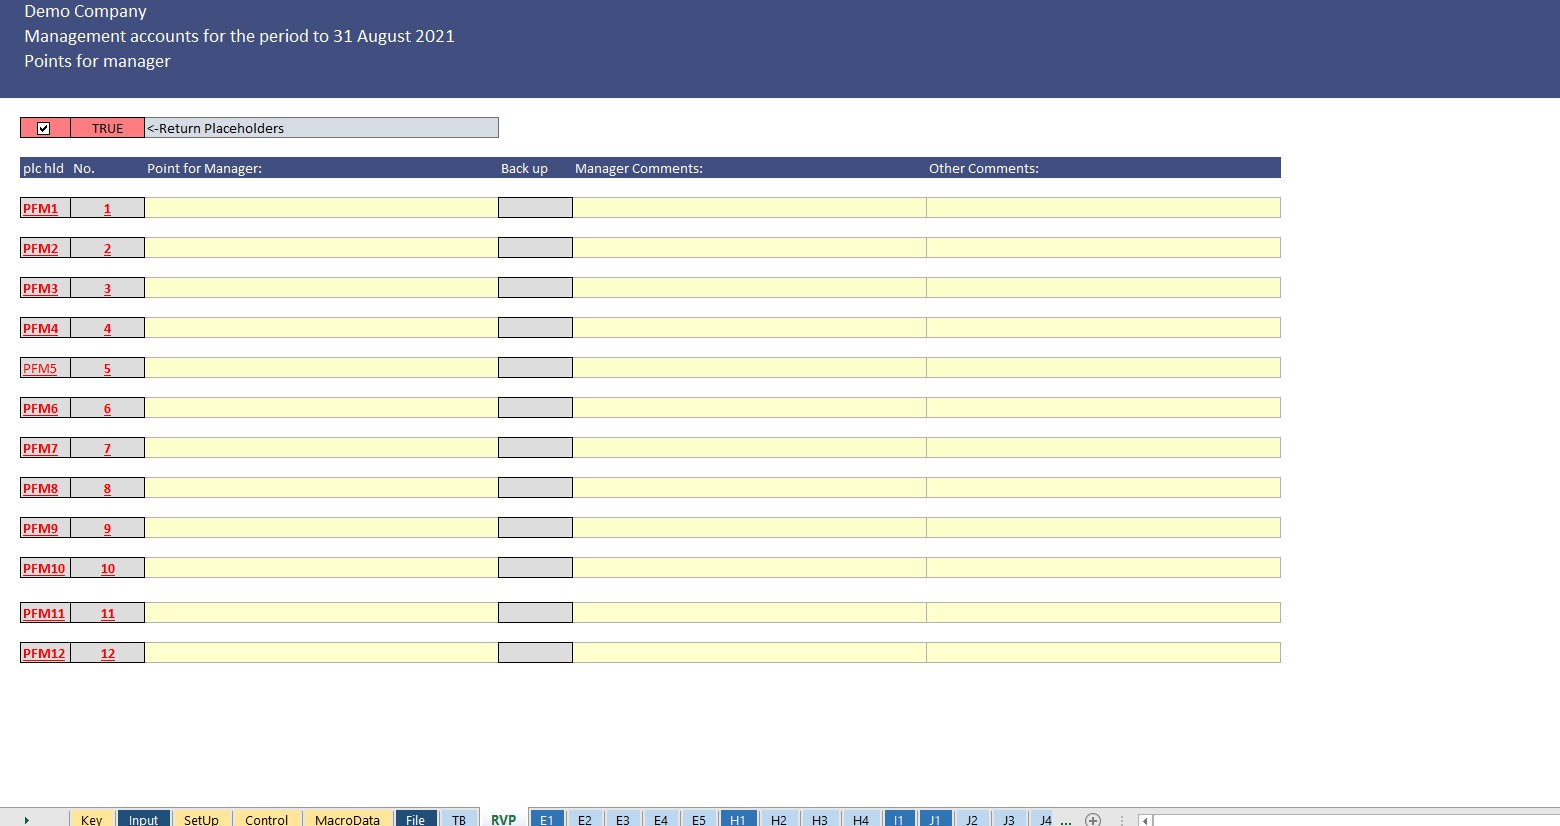 Demo Company
Management accounts for the period to 31 August 2021
Points for manager
TRUE <-Return Placeholders
plc hld No. Point for Manager: Back up Manager Comments: Other Comments:
PFM1 1
PFM2 2
PFM3 3
PFM4 4
PFM5 5
PFM6 6
PFM7 7
PFM8 8
PFM9 9
PFM10 10
PFM11 11
PFM12 12
Key Input SetUp Control MacroData File TB RVP E1 E2 E3 E4 E5 H1 H2 H3 H4 I1 J1 J2 J3 J4 ...